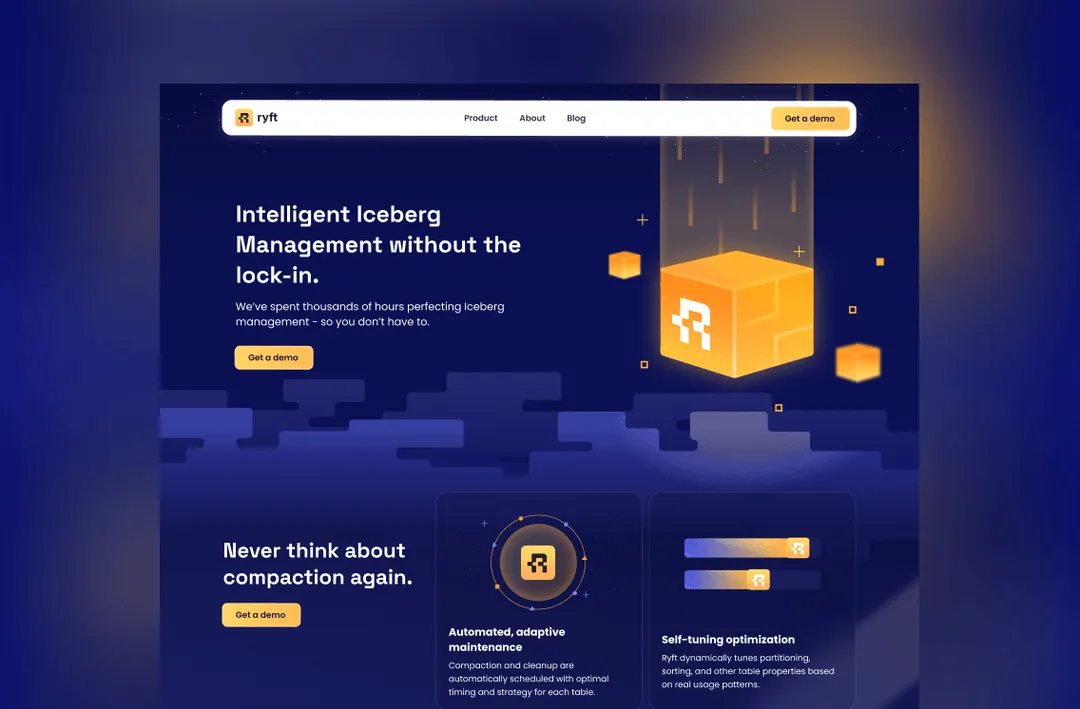 ryft
Product
About
Blog
Get a demo
Intelligent Iceberg
Management without the
lock-in.
We've spent thousands of hours perfecting Iceberg
management - so you don't have to.
Get a demo
Never think about
compaction again.
Get a demo
Automated, adaptive
maintenance
Compaction and cleanup are
automatically scheduled with optimal
timing and strategy for each table.
Self-tuning optimization
Ryft dynamically tunes partitioning,
sorting, and other table properties based
on real usage patterns.